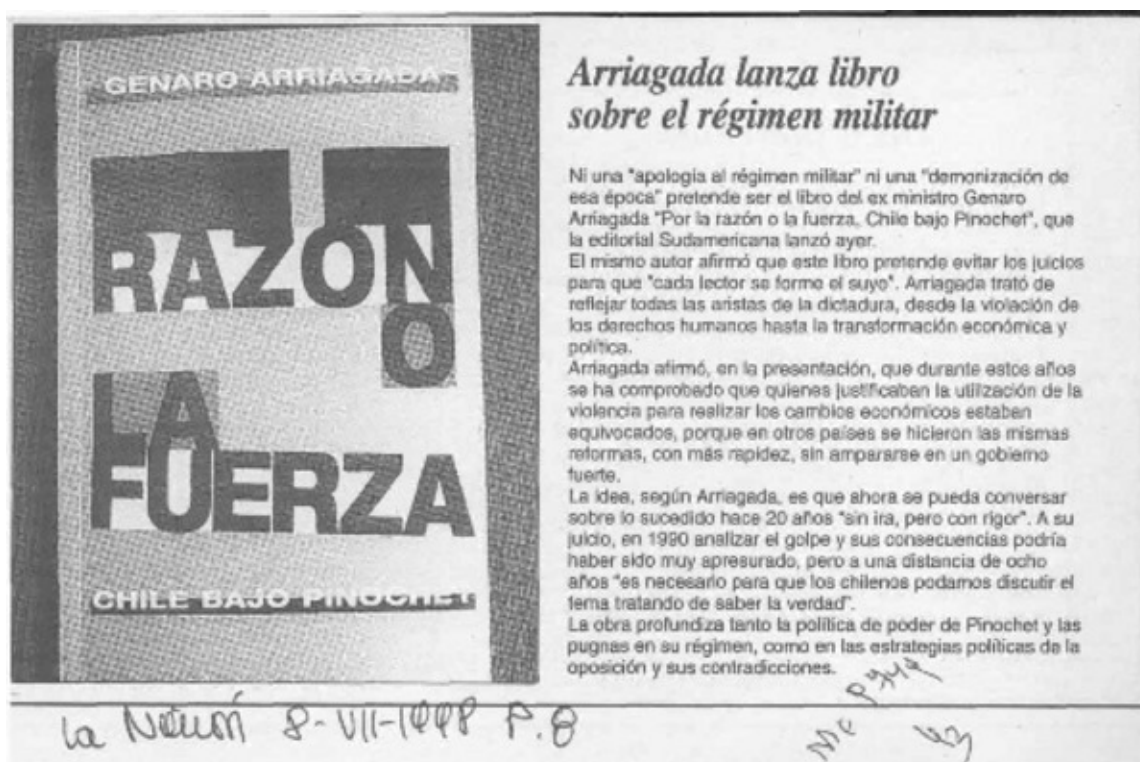 GENARO ARRIAGADA
RAZON
O
LA
FUERZA
CHILE BAJO PINOCHET
Arriagada lanza libro
sobre el régimen militar
Ni una "apología al régimen militar" ni una "demonización de
esa época" pretende ser el libro del ex ministro Genaro
Arriagada "Por la razón o la fuerza, Chile bajo Pinochet", que
la editorial Sudamericana lanzó ayer.
El mismo autor afirmó que este libro pretende evitar los juicios
para que "cada lector se forme el suyo". Arriagada trató de
reflejar todas las aristas de la dictadura, desde la violación de
los derechos humanos hasta la transformación económica y
política.
Arriagada afirmó, en la presentación, que durante estos años
se ha comprobado que quienes justificaban la utilización de la
violencia para realizar los cambios económicos estaban
equivocados, porque en otros países se hicieron las mismas
reformas, con más rapidez, sin ampararse en un gobierno
fuerte.
La idea, según Arriagada, es que ahora se pueda conversar
sobre lo sucedido hace 20 años "sin ira, pero con rigor". A su
juicio, en 1990 analizar el golpe y sus consecuencias podría
haber sido muy apresurado, pero a una distancia de ocho
años "es necesario para que los chilenos podamos discutir el
tema tratando de saber la verdad".
La obra profundiza tanto la política de poder de Pinochet y las
pugnas en su régimen, como en las estrategias políticas de la
oposición y sus contradicciones.
La Nación 8-VII-1998 P.8